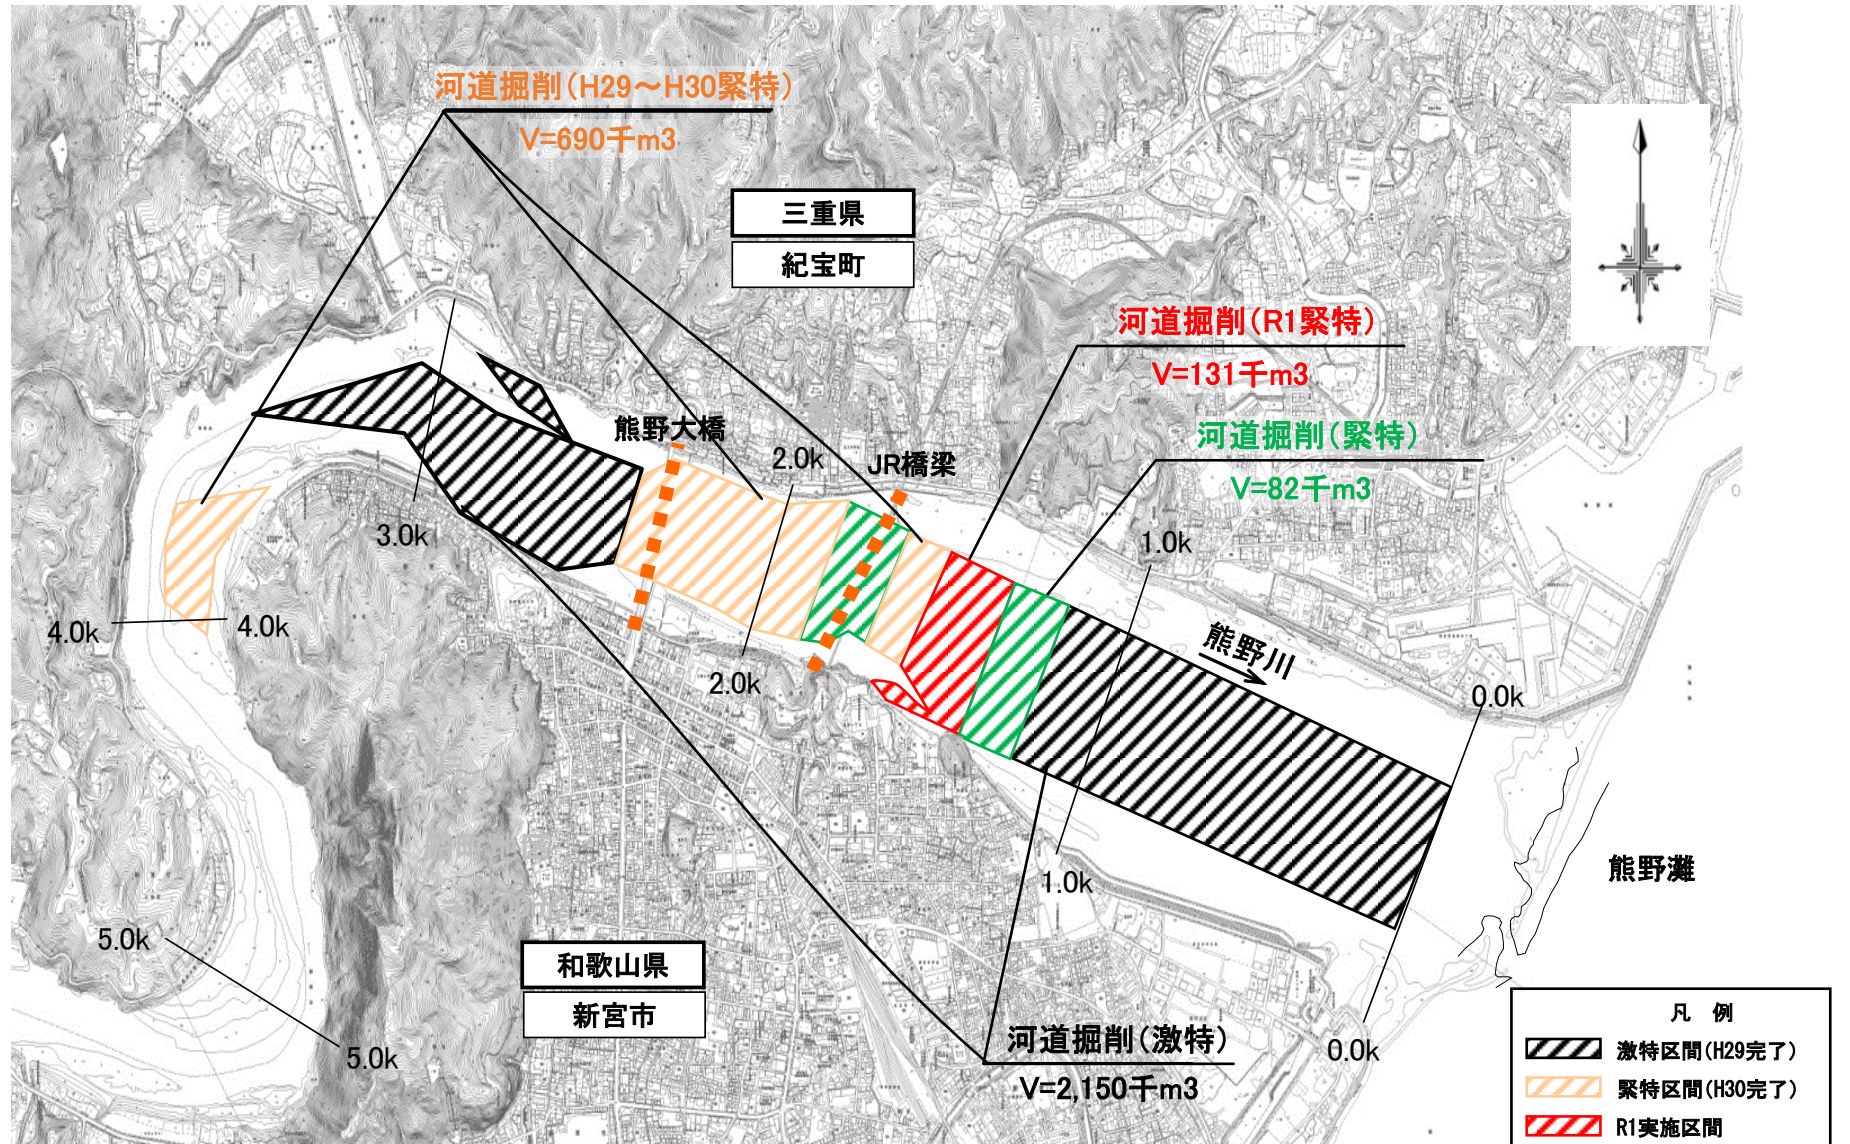 河道掘削(H29～H30緊特)
V=690千m3
三重県
紀宝町
河道掘削(R1緊特)
V=131千m3
河道掘削(緊特)
V=82千m3
熊野大橋
2.0k
JR橋梁
3.0k
1.0k
4.0k
4.0k
熊野川
2.0k
0.0k
熊野灘
1.0k
5.0k
和歌山県
新宮市
5.0k
河道掘削(激特)
V=2,150千m3
0.0k
凡 例
激特区間(H29完了)
緊特区間(H30完了)
R1実施区間